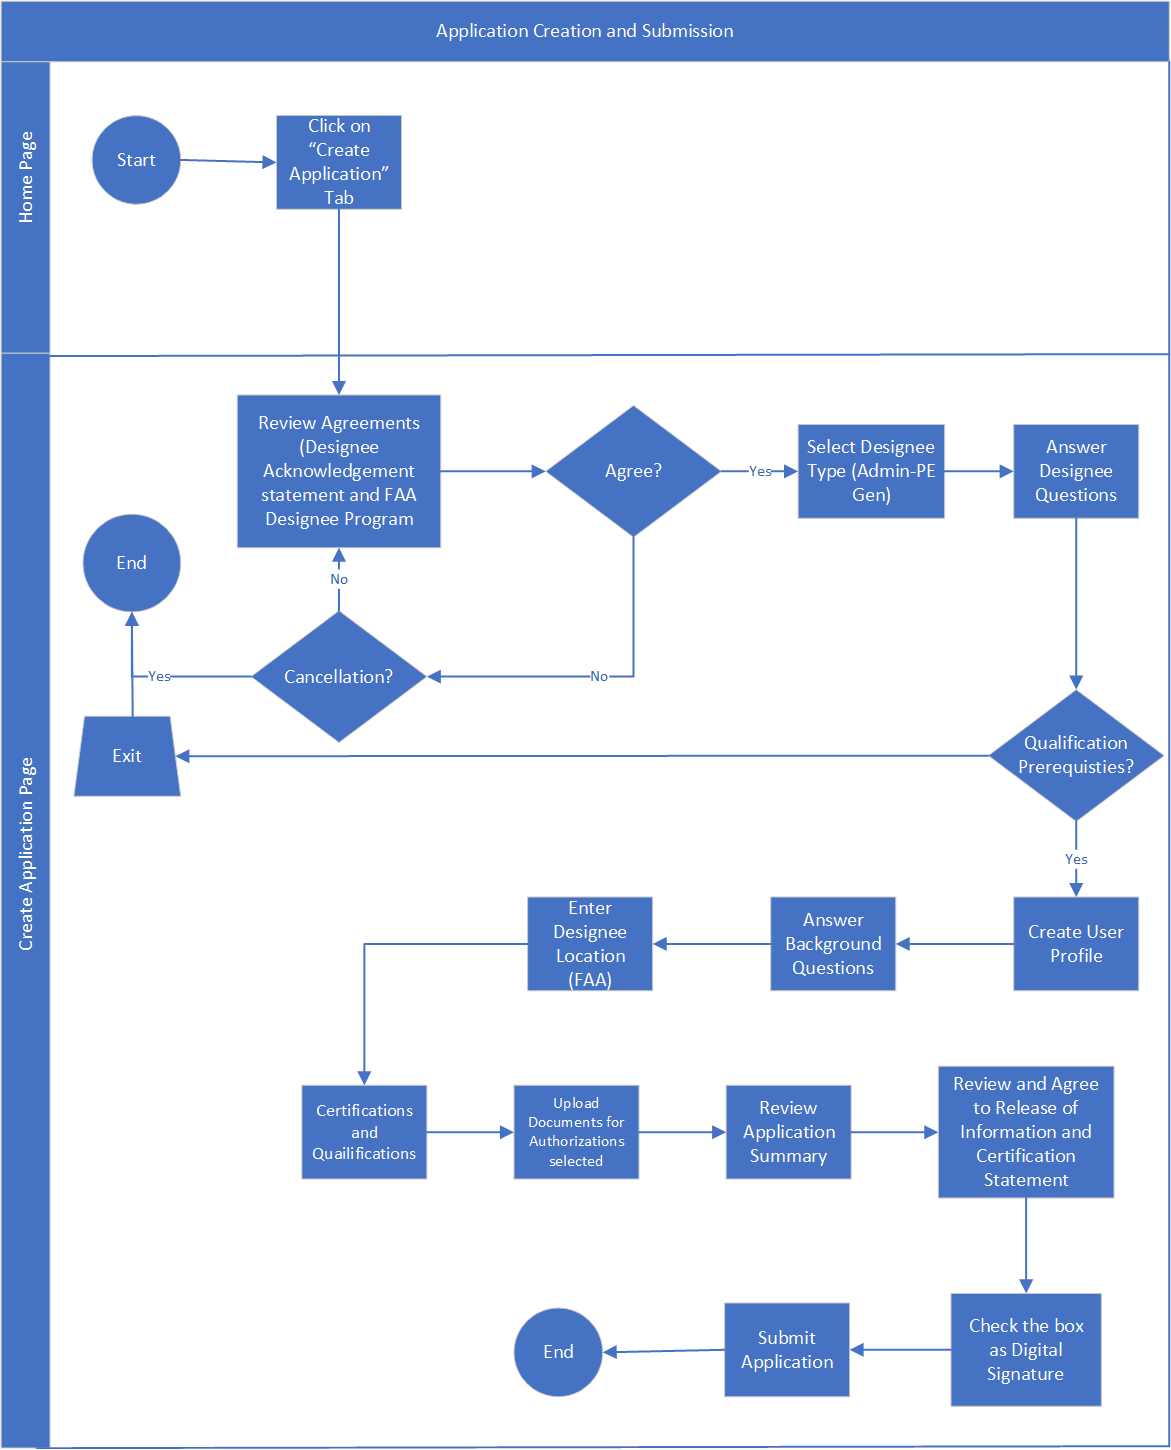 Application Creation and Submission
Home Page
Start
Click on
“Create
Application”
Tab
Create Application Page
Review Agreements
(Designee
Acknowledgement
statement and FAA
Designee Program
Agree?
Yes
Select Designee
Type (Admin-PE
Gen)
Answer
Designee
Questions
End
No
Cancellation?
Yes
No
Exit
Qualification
Prerequisties?
Yes
Enter
Designee
Location
(FAA)
Answer
Background
Questions
Create User
Profile
Certifications
and
Quailifications
Upload
Documents for
Authorizations
selected
Review
Application
Summary
Review and Agree
to Release of
Information and
Certification
Statement
End
Submit
Application
Check the box
as Digital
Signature